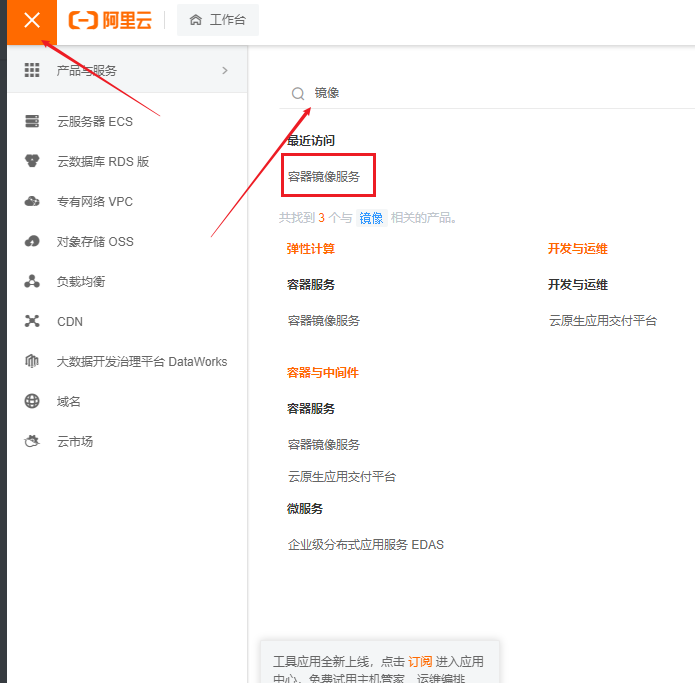 阿里云
工作台
产品与服务
云服务器 ECS
云数据库 RDS 版
专有网络 VPC
对象存储 OSS
负载均衡
CDN
大数据开发治理平台 DataWorks
域名
云市场
镜像
最近访问
容器镜像服务
共找到 3 个与 镜像 相关的产品。
弹性计算
容器服务
容器镜像服务
开发与运维
开发与运维
云原生应用交付平台
容器与中间件
容器服务
容器镜像服务
云原生应用交付平台
微服务
企业级分布式应用服务 EDAS
工具应用全新上线，点击 订阅 进入应用
中心，免费试用主机管家、运维编排